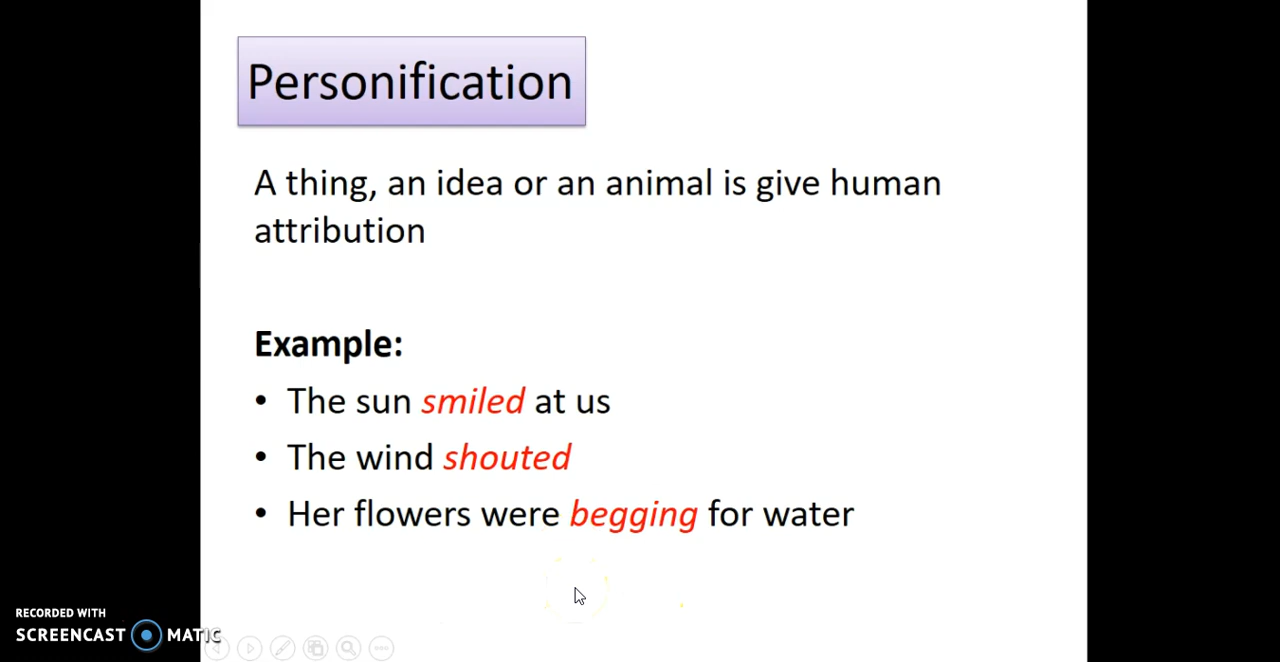 Personification
A thing, an idea or an animal is give human
attribution
Example:
• The sun smiled at us
• The wind shouted
• Her flowers were begging for water
RECORDED WITH
SCREENCAST MATIC